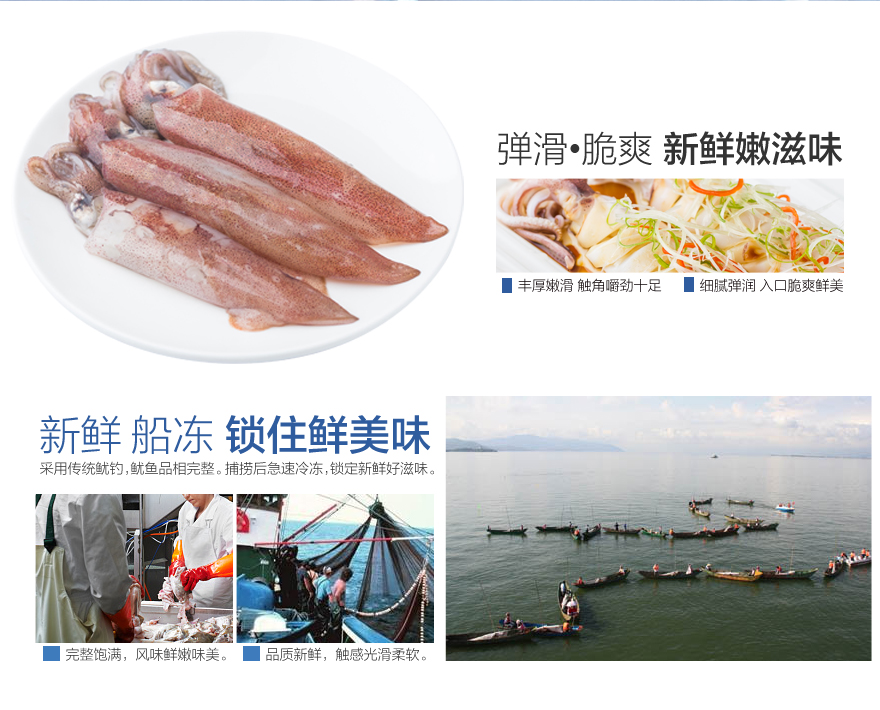 弹滑•脆爽 新鲜嫩滋味
丰厚嫩滑 触角嚼劲十足
细腻弹润 入口脆爽鲜美
新鲜 船冻 锁住鲜美味
采用传统鱿钓,鱿鱼品相完整。捕捞后急速冷冻,锁定新鲜好滋味。
完整饱满，风味鲜嫩味美。
品质新鲜，触感光滑柔软。